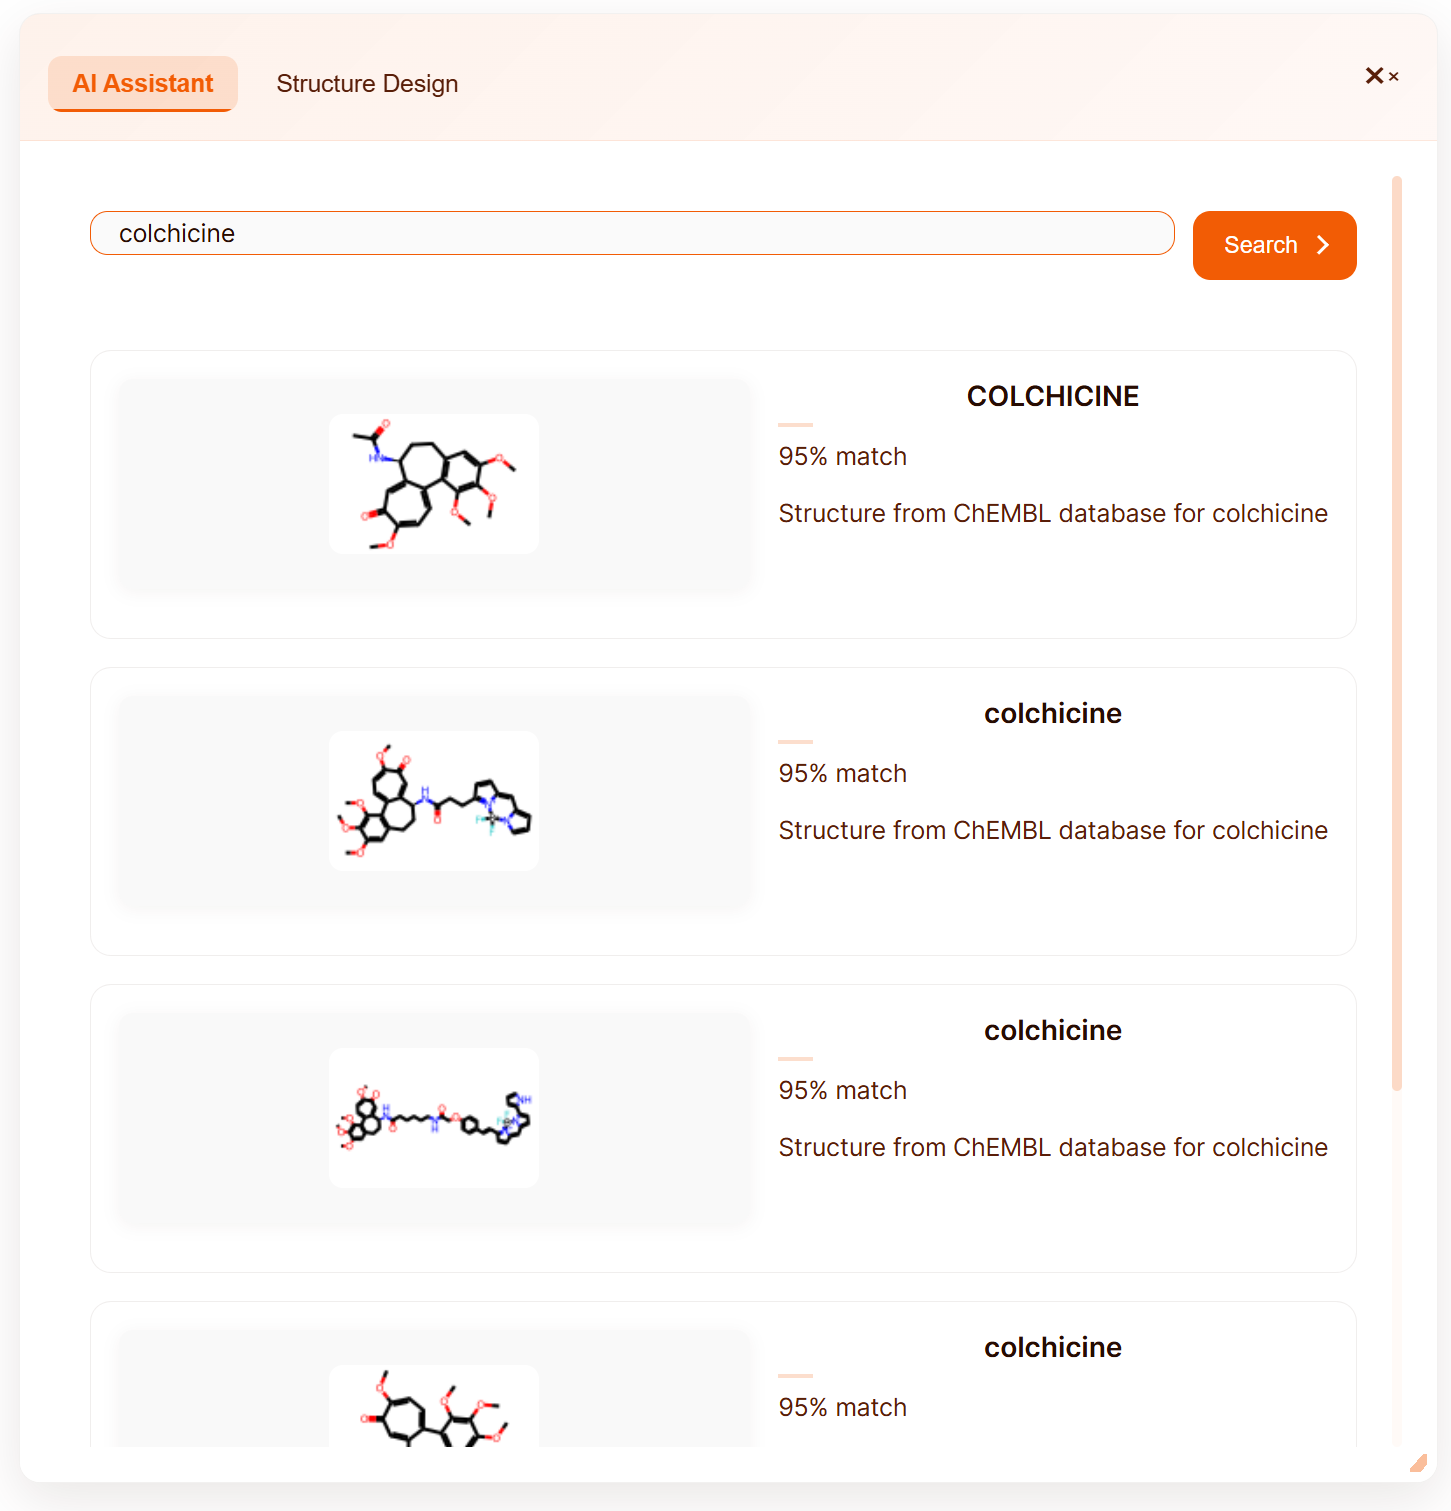 AI Assistant
Structure Design
colchicine
Search
COLCHICINE
95% match
Structure from ChEMBL database for colchicine
colchicine
95% match
Structure from ChEMBL database for colchicine
colchicine
95% match
Structure from ChEMBL database for colchicine
colchicine
95% match